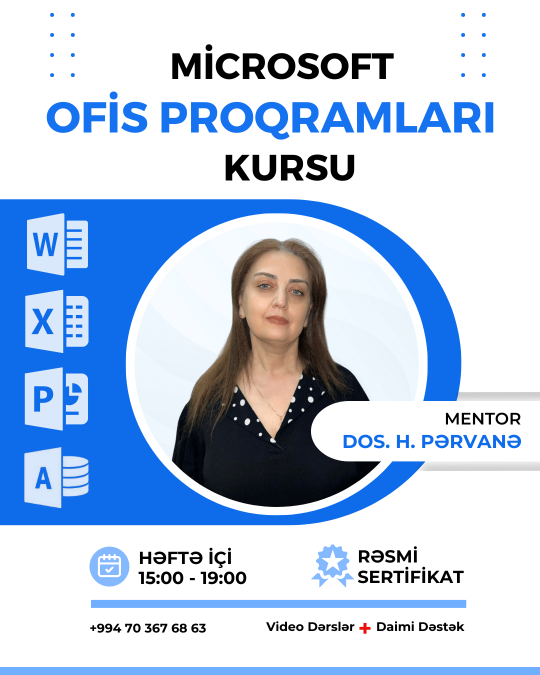 MİCROSOFT
OFİS PROQRAMLARI
KURSU
W
X
P
A
MENTOR
DOS. H. PƏRVANƏ
HƏFTƏ İÇİ
15:00 - 19:00
RƏSMİ
SERTİFİKAT
+994 70 367 68 63
Video Dərslər + Daimi Dəstək